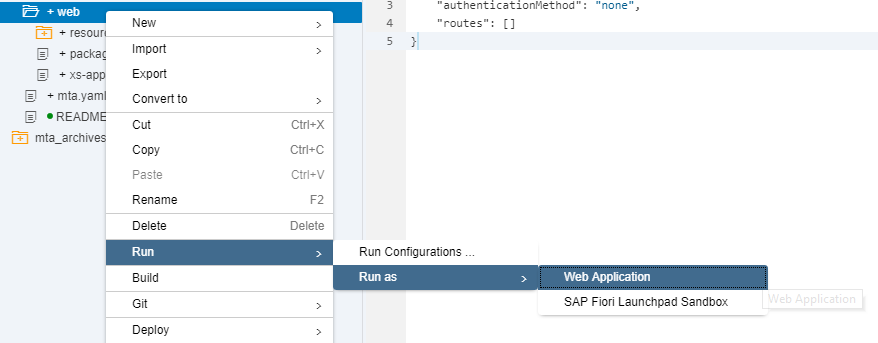 + web
+ resour
+ packag
+ xs-app
+ mta.yaml
README
mta_archives
New
Import
Export
Convert to
Cut Ctrl+X
Copy Ctrl+C
Paste Ctrl+V
Rename F2
Delete Delete
Run
Build
Git
Deploy
Run Configurations ...
Run as
Web Application
SAP Fiori Launchpad Sandbox
Web Application
3 "authenticationMethod": "none",
4 "routes": []
5 }